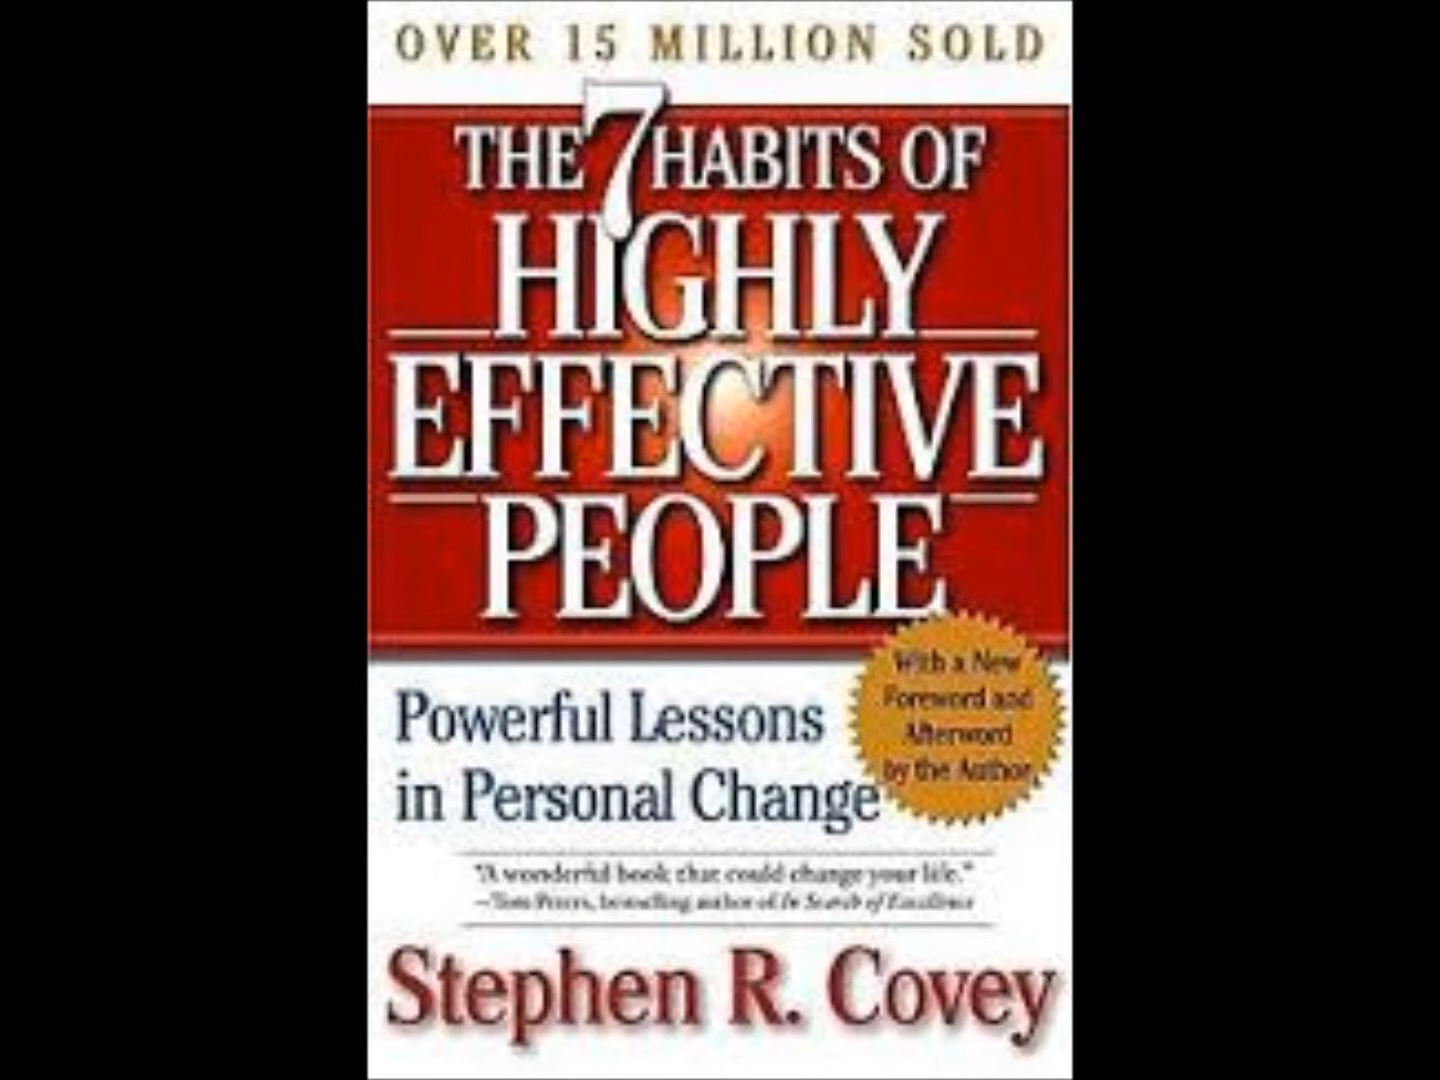 OVER 15 MILLION SOLD
THE 7 HABITS OF
HIGHLY
EFFECTIVE
PEOPLE
With a New
Foreword and
Afterword
by the Author
Powerful Lessons
in Personal Change
"A wonderful book that could change your life."
—Tom Peters, bestselling author of In Search of Excellence
Stephen R. Covey